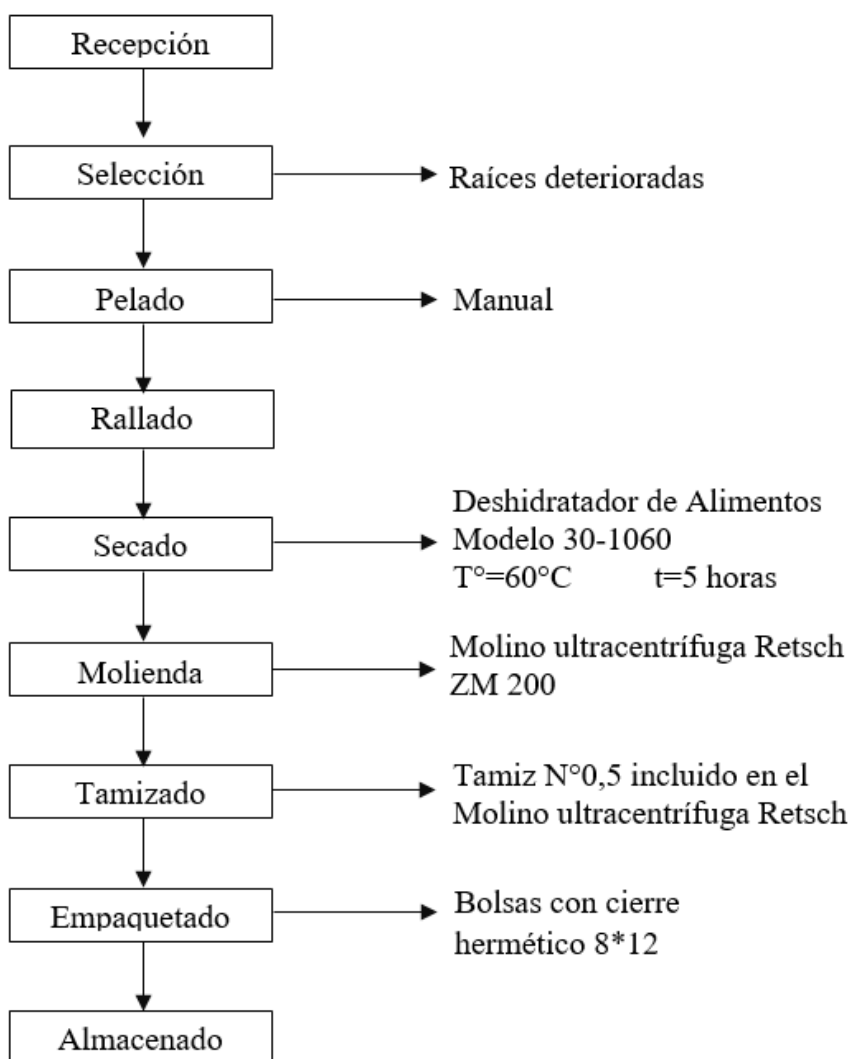 Recepción
Selección
Raíces deterioradas
Pelado
Manual
Rallado
Secado
Deshidratador de Alimentos
Modelo 30-1060
T°=60°C t=5 horas
Molienda
Molino ultracentrífuga Retsch
ZM 200
Tamizado
Tamiz N°0,5 incluido en el
Molino ultracentrífuga Retsch
Empaquetado
Bolsas con cierre
hermético 8*12
Almacenado